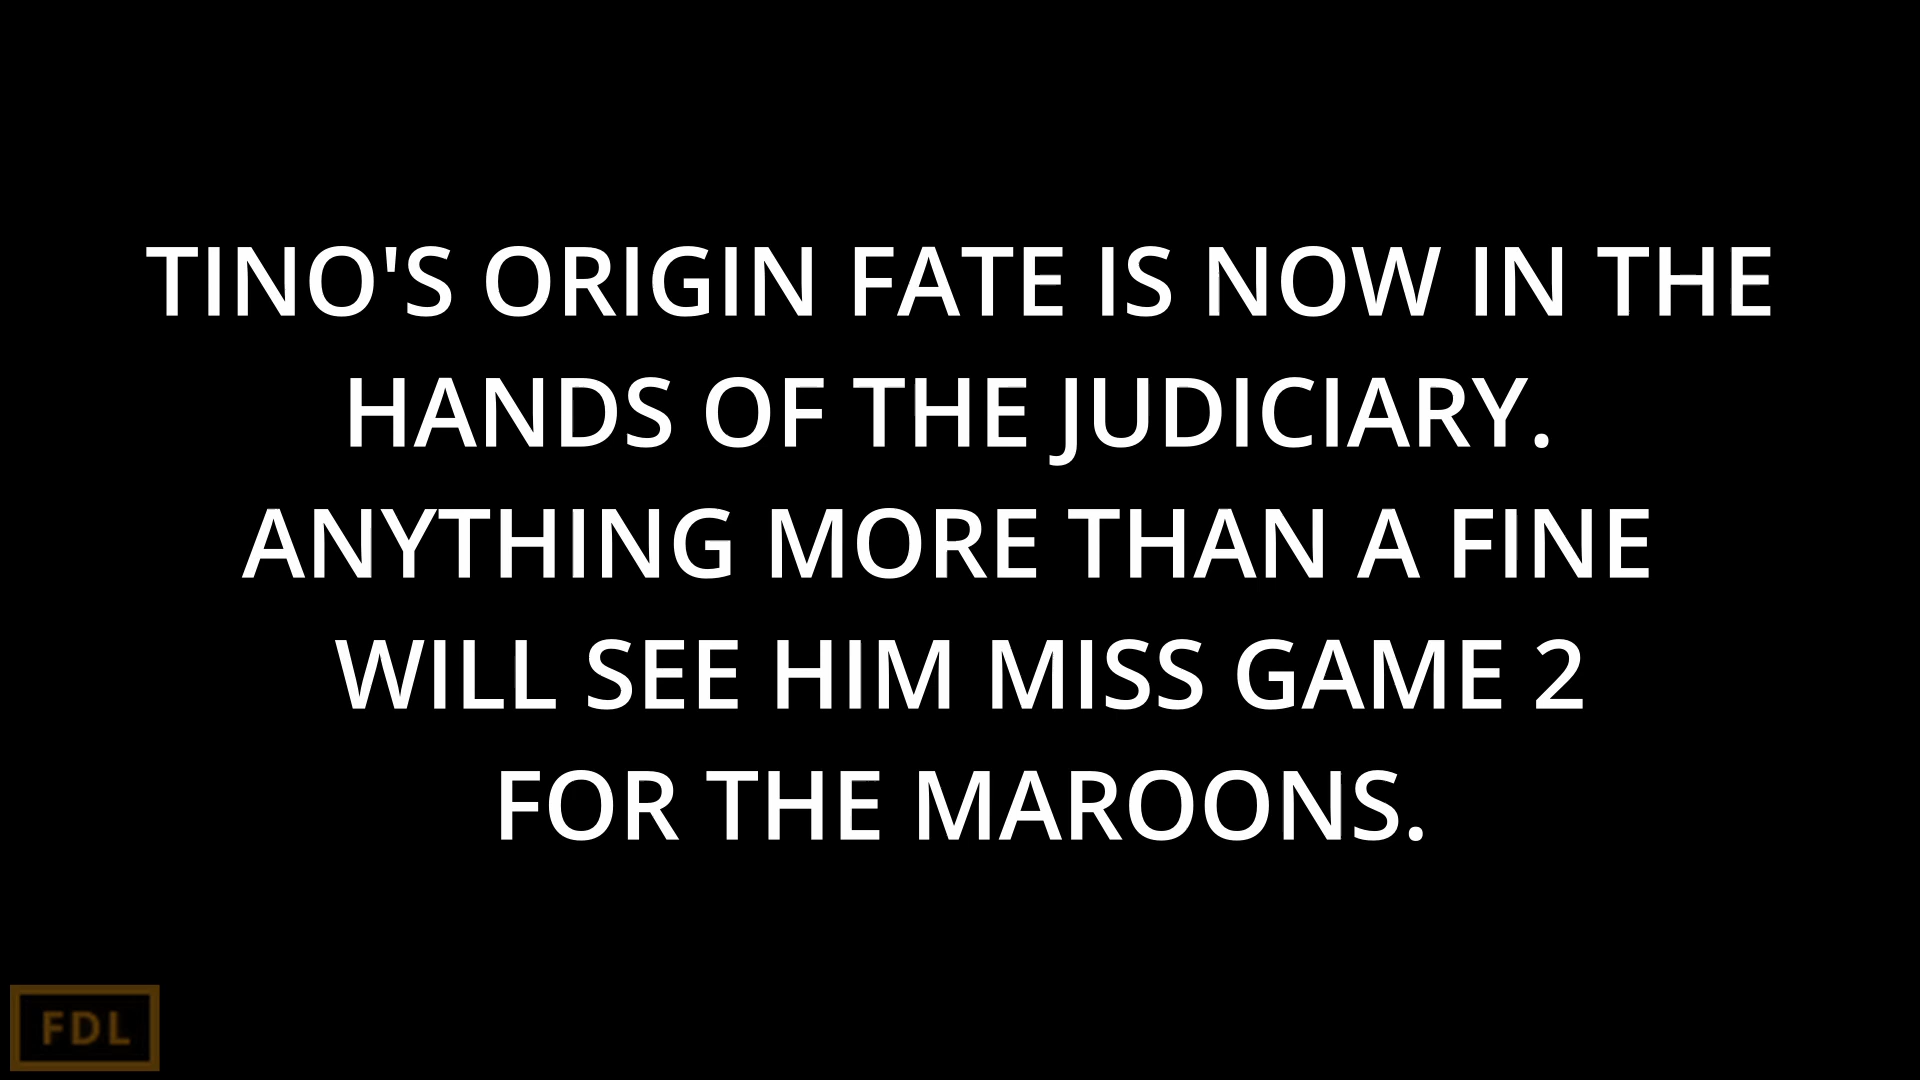 TINO'S ORIGIN FATE IS NOW IN THE
HANDS OF THE JUDICIARY.
ANYTHING MORE THAN A FINE
WILL SEE HIM MISS GAME 2
FOR THE MAROONS.
FDL